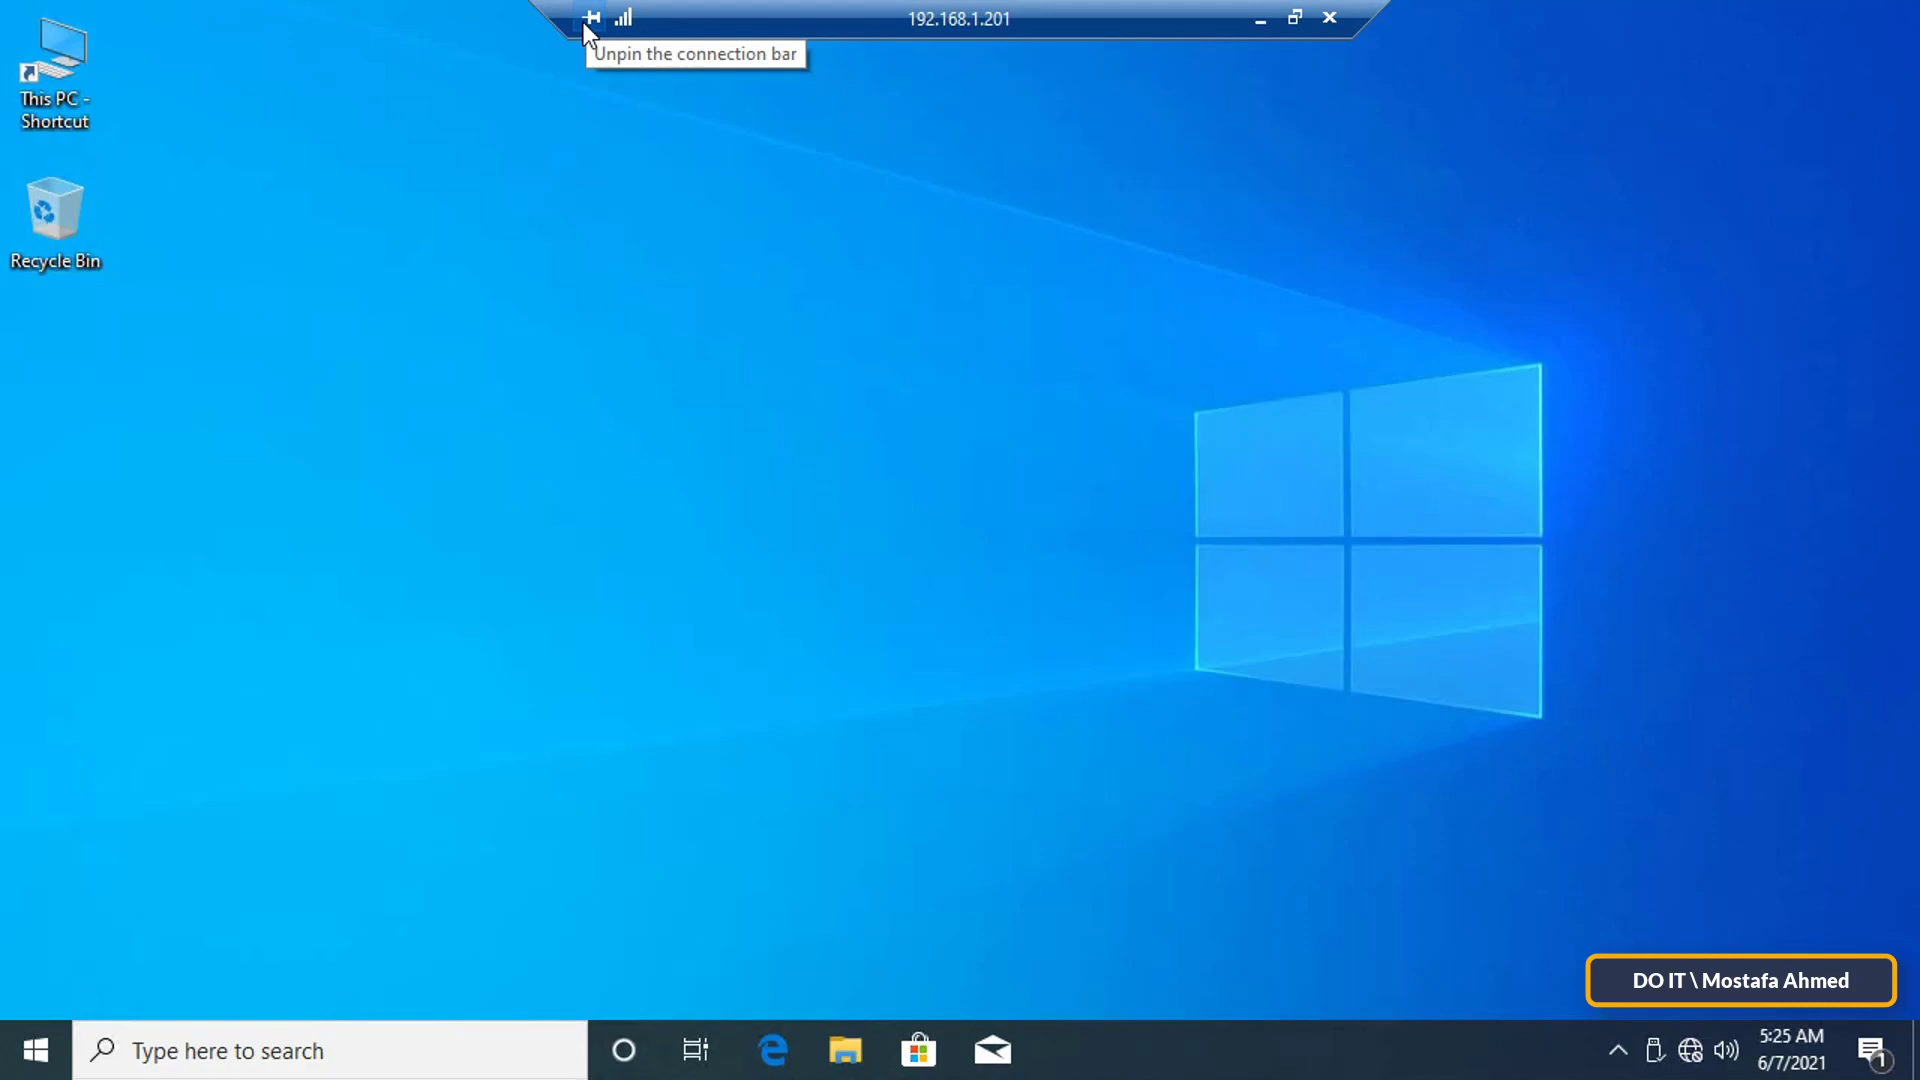 192.168.1.201
Unpin the connection bar
This PC -
Shortcut
Recycle Bin
DO IT \ Mostafa Ahmed
Type here to search
5:25 AM
6/7/2021
1